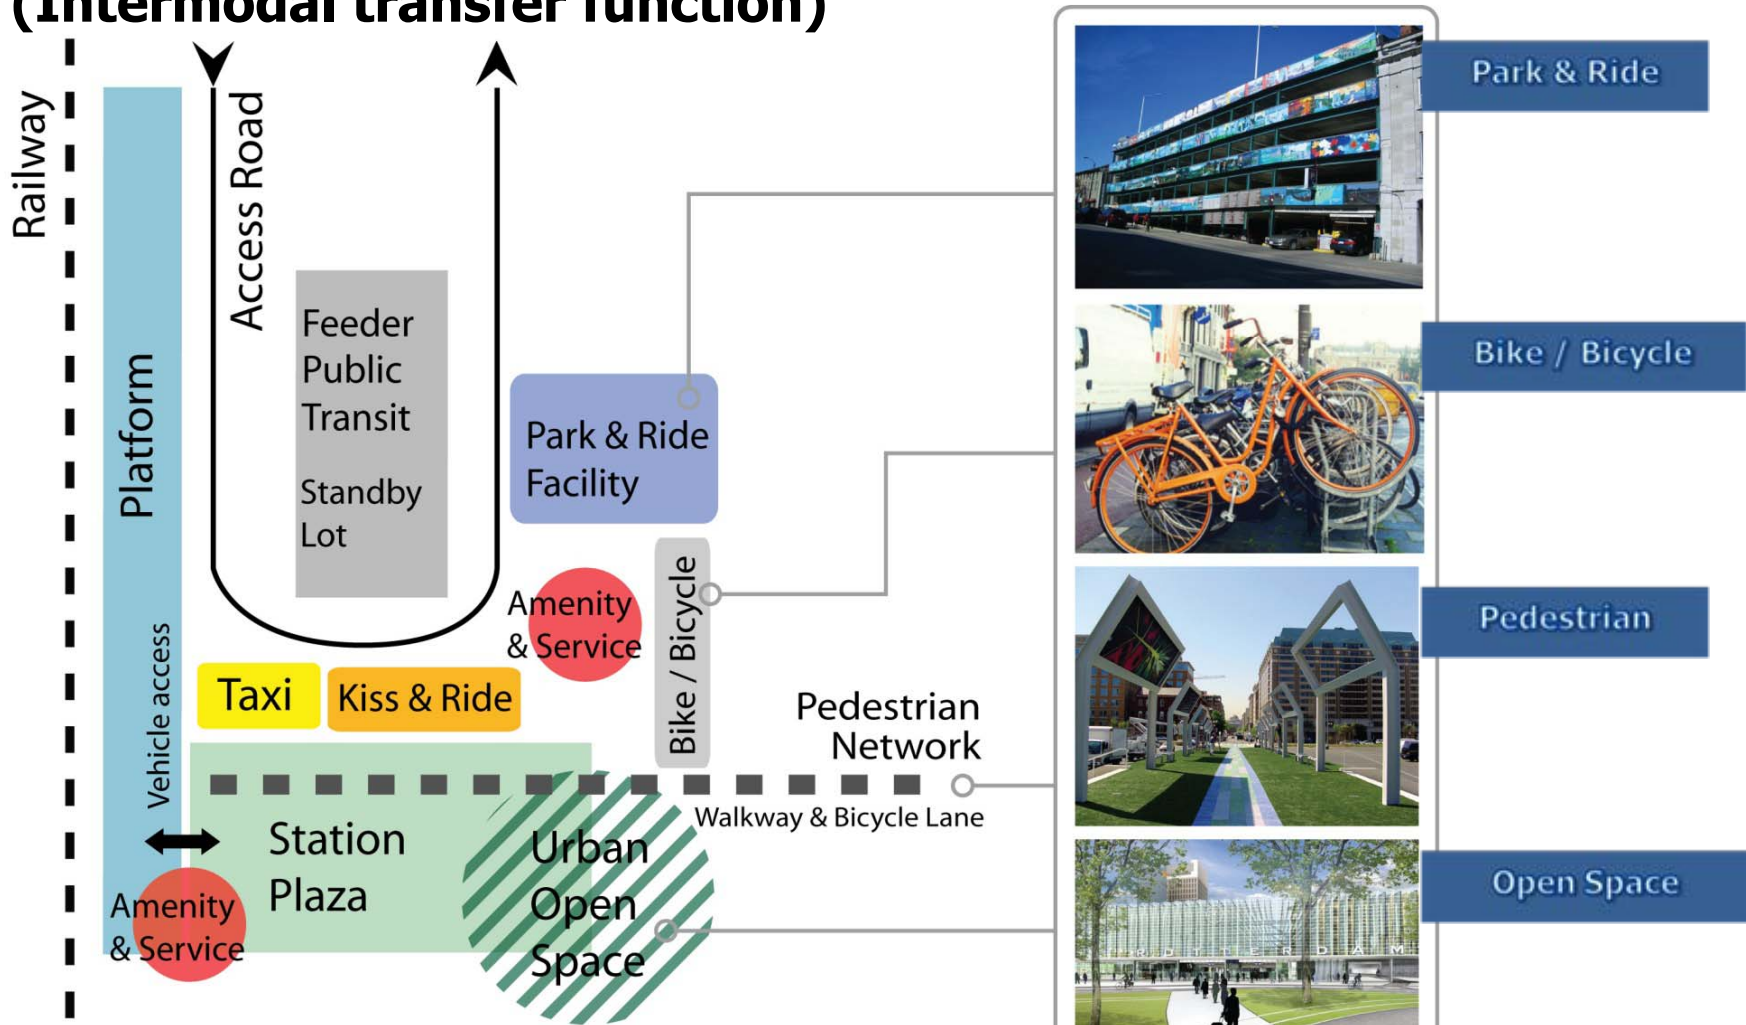 (Intermodal transfer function)
Railway
Platform
Access Road
Feeder
Public
Transit
Standby
Lot
Park & Ride
Facility
Amenity
& Service
Bike / Bicycle
Vehicle access
Taxi
Kiss & Ride
Pedestrian
Network
Walkway & Bicycle Lane
Station
Plaza
Urban
Open
Space
Amenity
& Service
Park & Ride
Bike / Bicycle
Pedestrian
Open Space